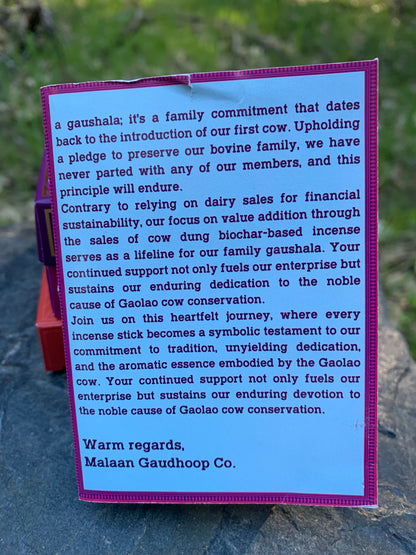 a gaushala; it's a family commitment that dates
back to the introduction of our first cow. Upholding
a pledge to preserve our bovine family, we have
never parted with any of our members, and this
principle will endure.
Contrary to relying on dairy sales for financial
sustainability, our focus on value addition through
the sales of cow dung biochar-based incense
serves as a lifeline for our family gaushala. Your
continued support not only fuels our enterprise but
sustains our enduring dedication to the noble
cause of Gaolao cow conservation.
Join us on this heartfelt journey, where every
incense stick becomes a symbolic testament to our
commitment to tradition, unyielding dedication,
and the aromatic essence embodied by the Gaolao
cow. Your continued support not only fuels our
enterprise but sustains our enduring devotion to
the noble cause of Gaolao cow conservation.
Warm regards,
Malaan Gaudhoop Co.